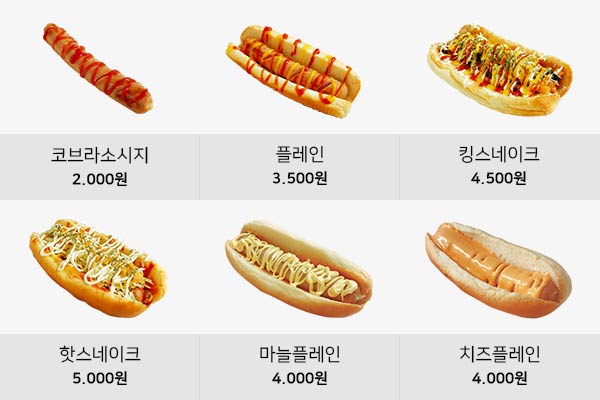 코브라소시지
2.000원
플레인
3.500원
킹스네이크
4.500원
핫스네이크
5.000원
마늘플레인
4.000원
치즈플레인
4.000원